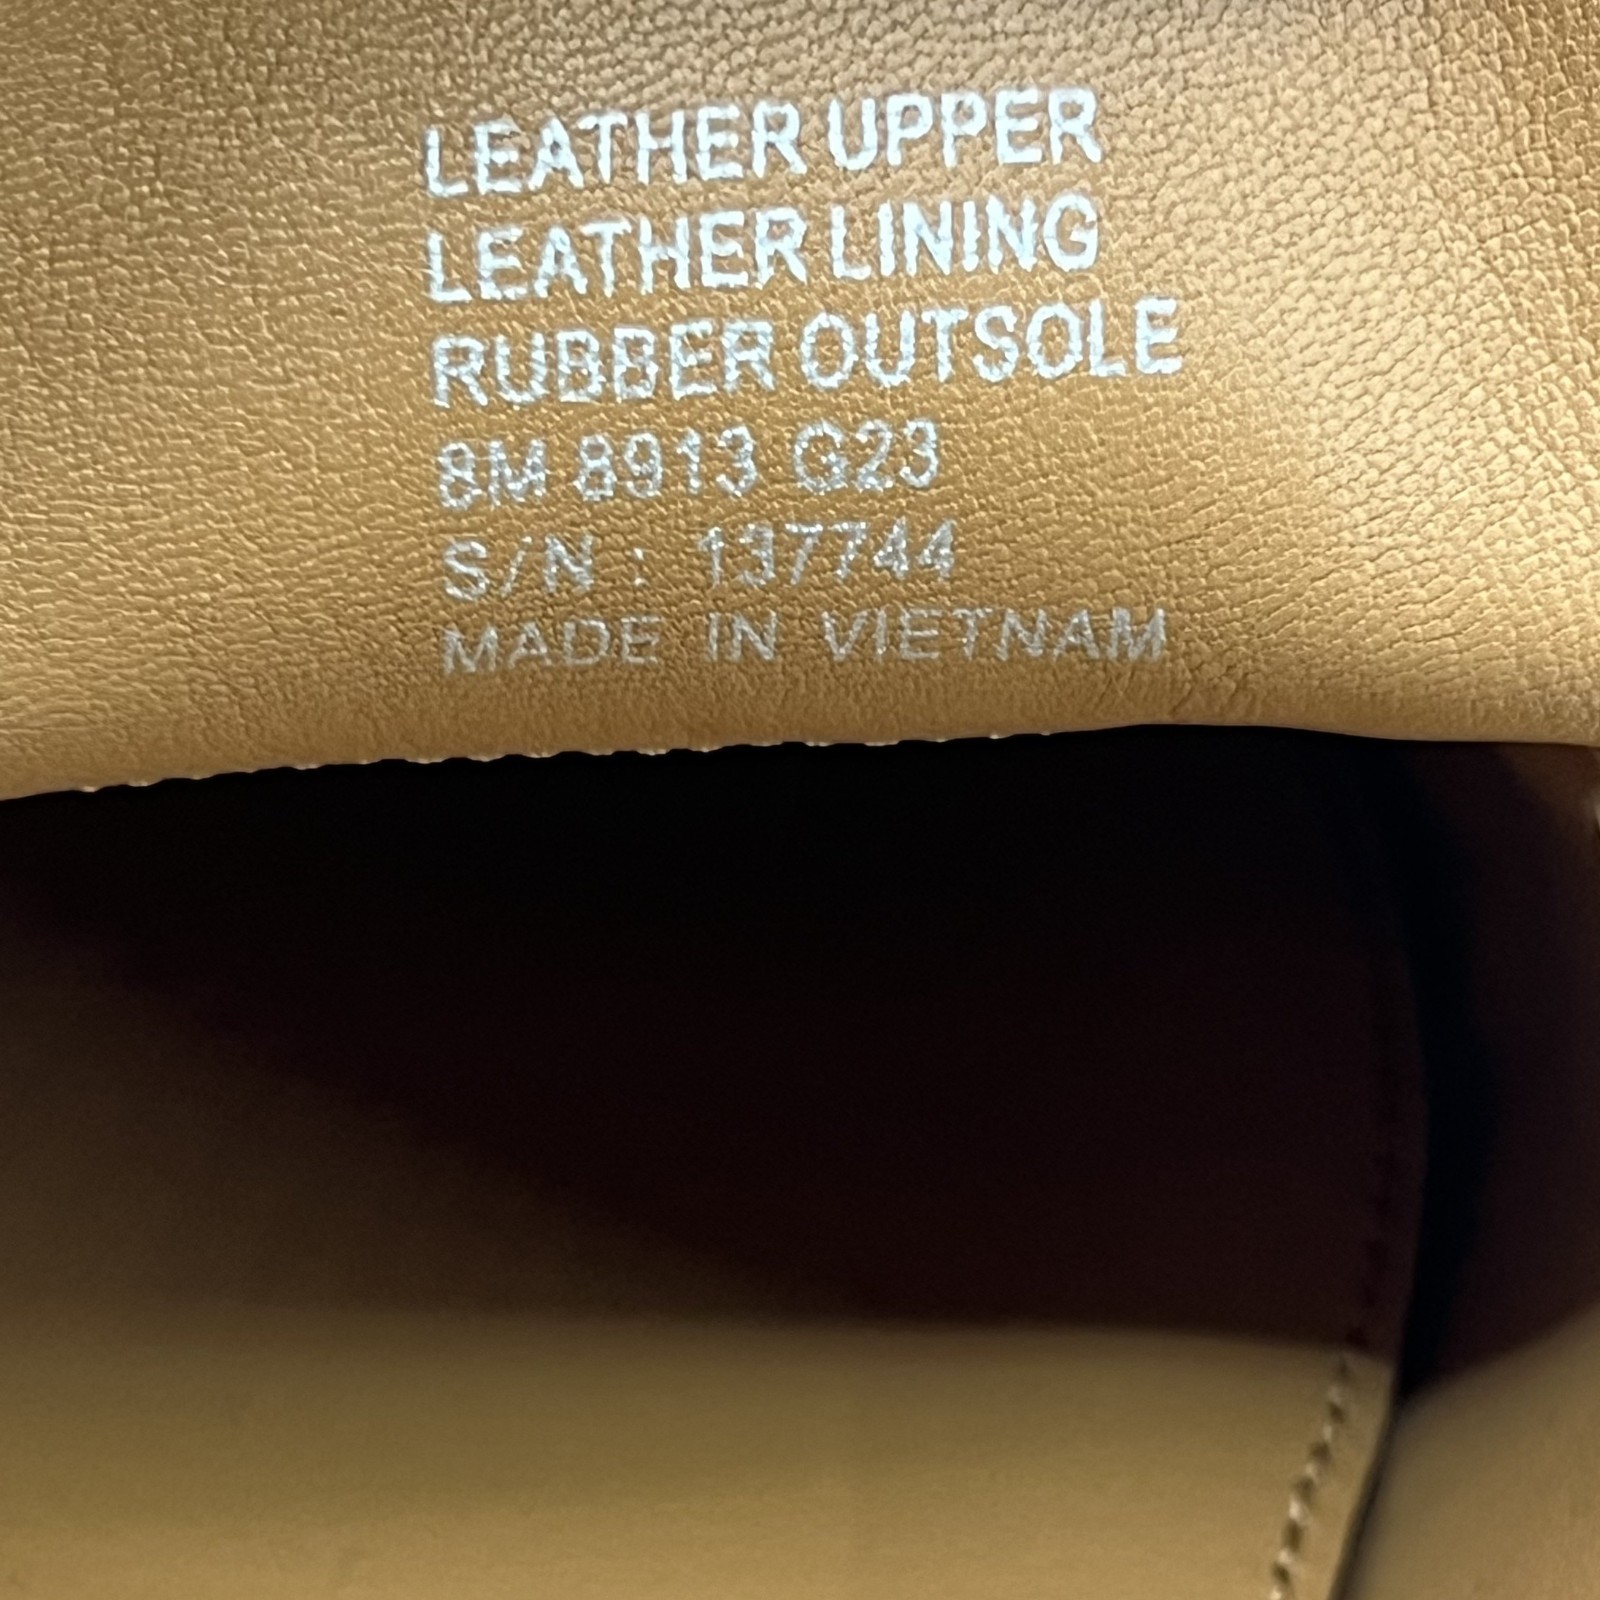 LEATHER UPPER
LEATHER LINING
RUBBER OUTSOLE
8M 8913 G23
S/N : 137744
MADE IN VIETNAM